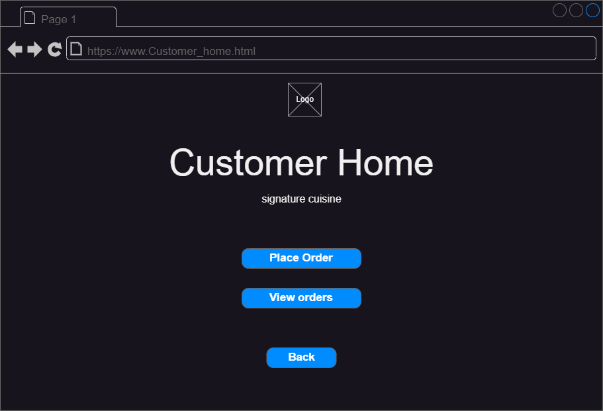 Page 1
https://www.Customer_home.html
Logo
Customer Home
signature cuisine
Place Order
View orders
Back